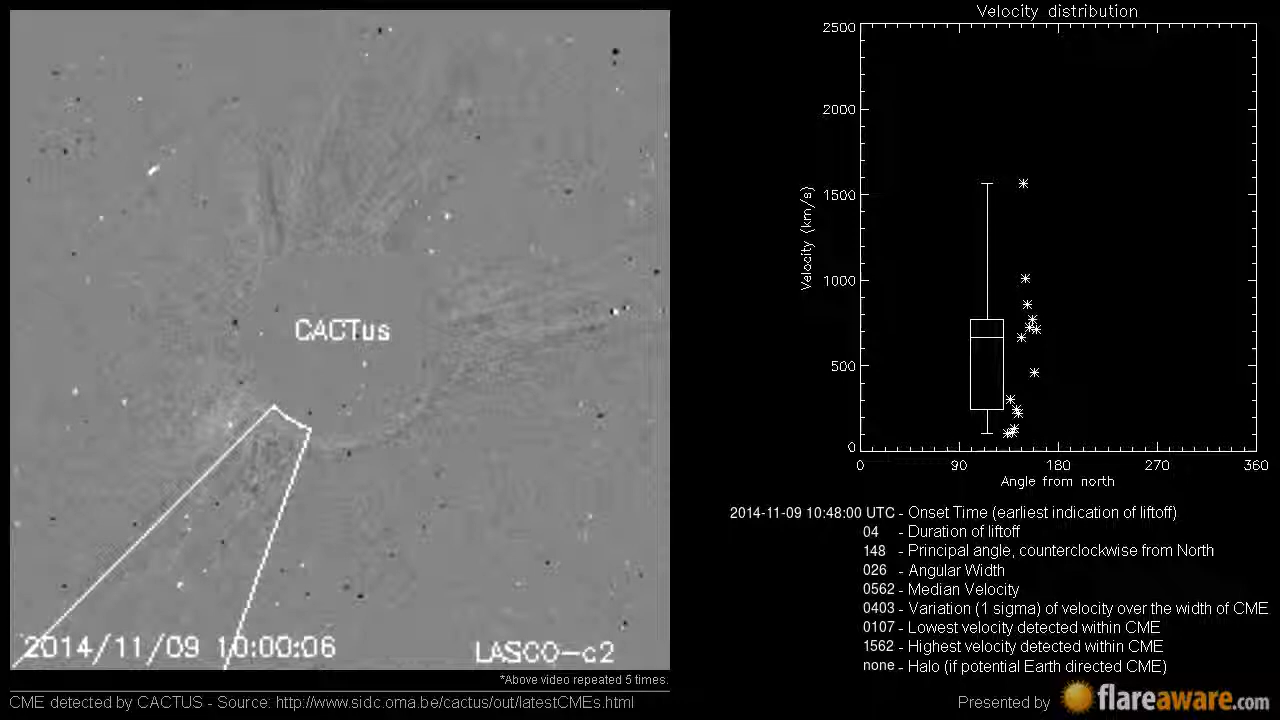 CACTus
2014/11/09 10:00:06
LASCO-c2
*Above video repeated 5 times.
CME detected by CACTUS - Source: http://www.sidc.oma.be/cactus/out/latestCMEs.html
Velocity distribution
2500
2000
1500
1000
500
0
Velocity (km/s)
0 90 180 270 360
Angle from north
2014-11-09 10:48:00 UTC - Onset Time (earliest indication of liftoff)
04 - Duration of liftoff
148 - Principal angle, counterclockwise from North
026 - Angular Width
0562 - Median Velocity
0403 - Variation (1 sigma) of velocity over the width of CME
0107 - Lowest velocity detected within CME
1562 - Highest velocity detected within CME
none - Halo (if potential Earth directed CME)
Presented by flareaware.com